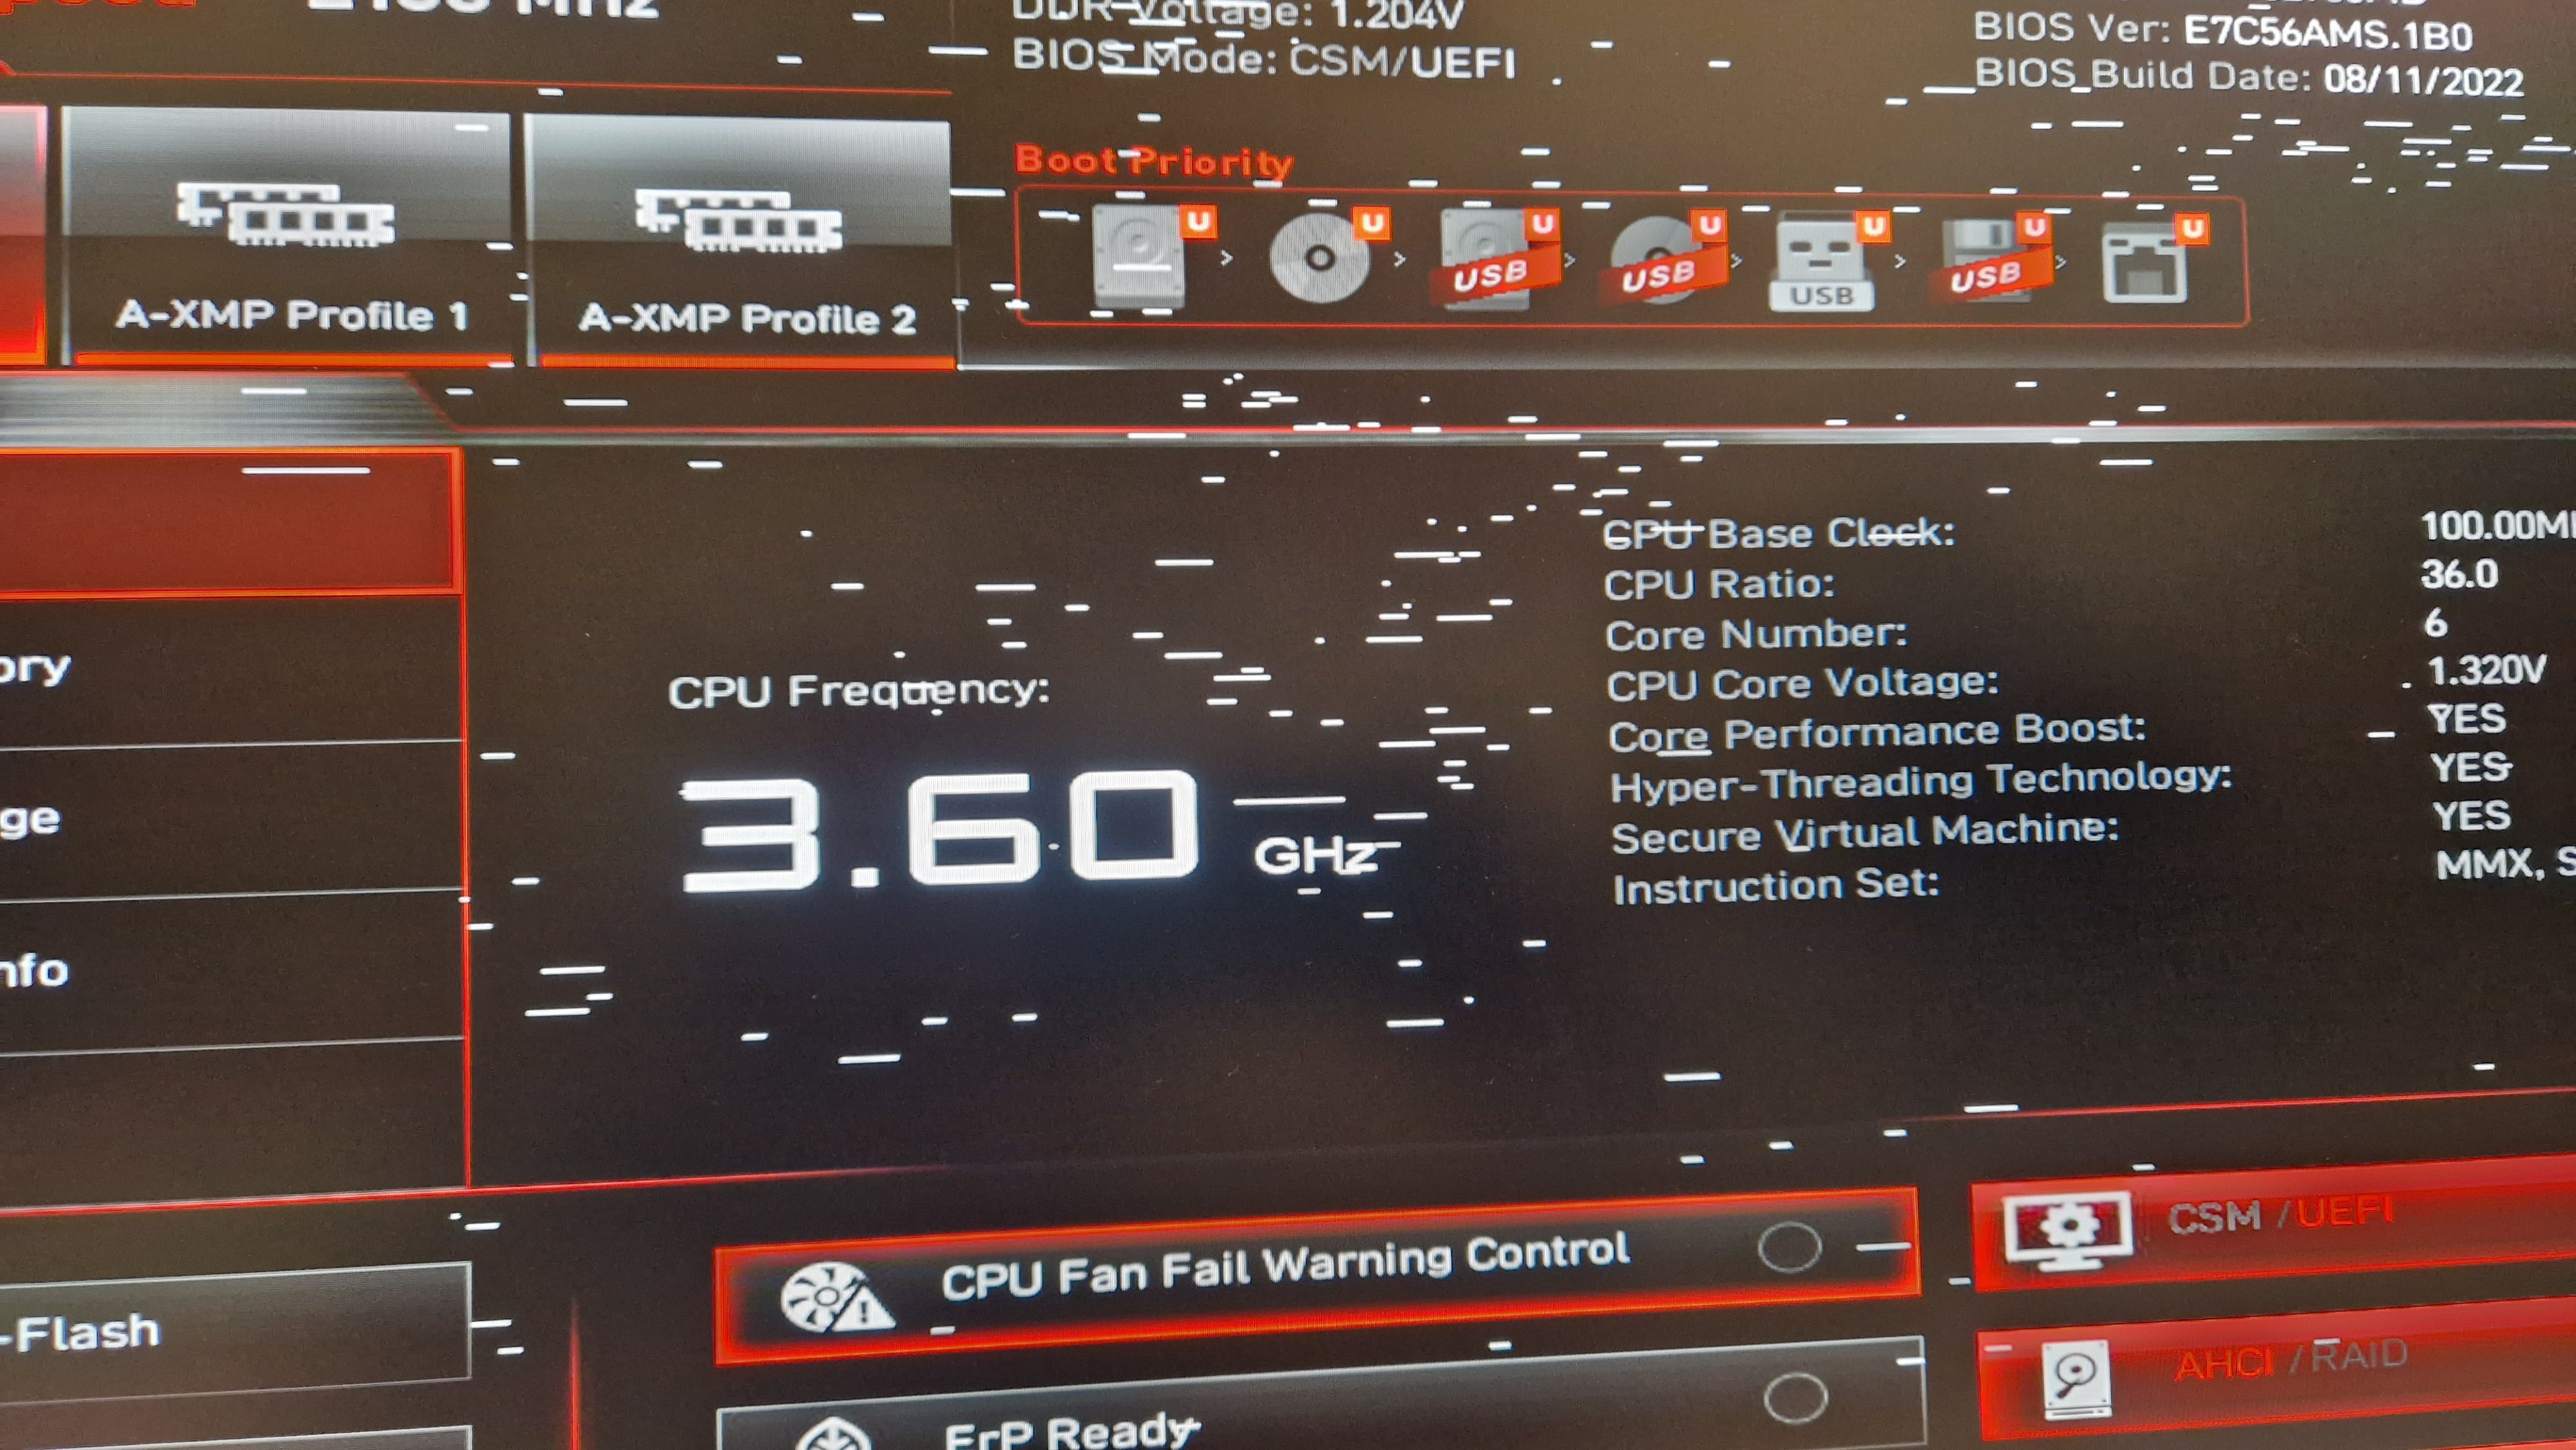 DDR Voltage: 1.204V
BIOS Mode: CSM/UEFI
BIOS Ver: E7C56AMS.1B0
BIOS Build Date: 08/11/2022
A-XMP Profile 1
A-XMP Profile 2
Boot Priority
U U U U U U U
USB USB USB USB
CPU Frequency:
3.60 GHz
CPU Base Clock: 100.00M
CPU Ratio: 36.0
Core Number: 6
CPU Core Voltage: 1.320V
Core Performance Boost: YES
Hyper-Threading Technology: YES
Secure Virtual Machine: YES
Instruction Set: MMX, S
ory
ge
nfo
-Flash
CPU Fan Fail Warning Control
ErP Ready
CSM /UEFI
AHCI /RAID